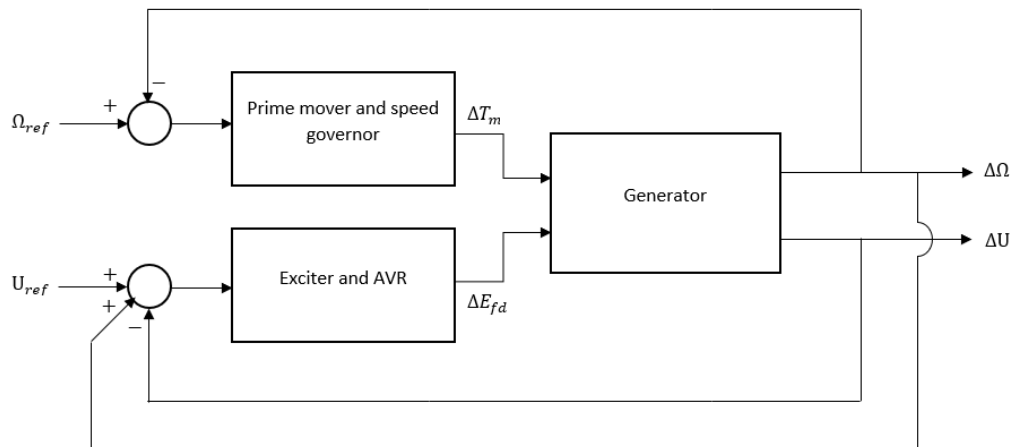 −
+
Ω_ref
Prime mover and speed
governor
ΔT_m
Generator
ΔΩ
ΔU
U_ref
+
+
−
Exciter and AVR
ΔE_fd